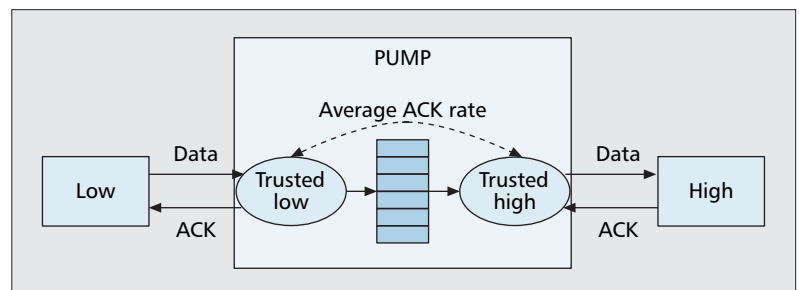 PUMP
Average ACK rate
Data
Data
Low
Trusted
low
Trusted
high
High
ACK
ACK